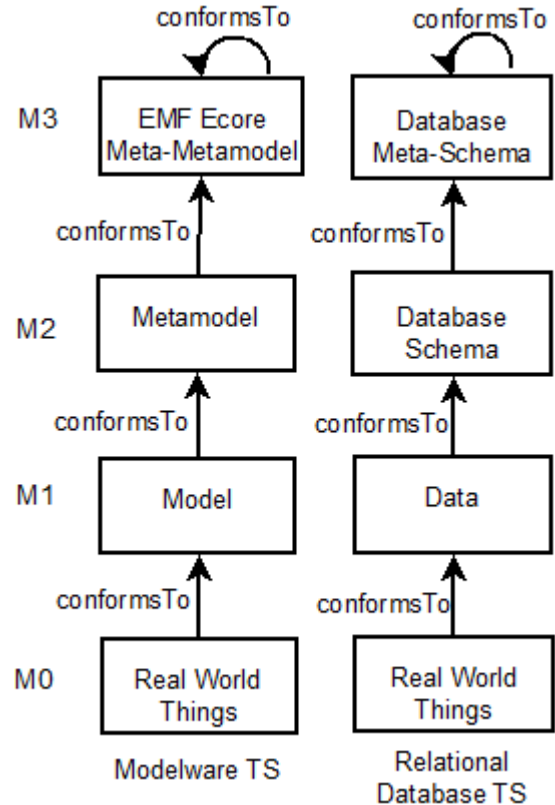 conformsTo
conformsTo
M3
EMF Ecore
Meta-Metamodel
Database
Meta-Schema
conformsTo
conformsTo
M2
Metamodel
Database
Schema
conformsTo
conformsTo
M1
Model
Data
conformsTo
conformsTo
M0
Real World
Things
Real World
Things
Modelware TS
Relational
Database TS